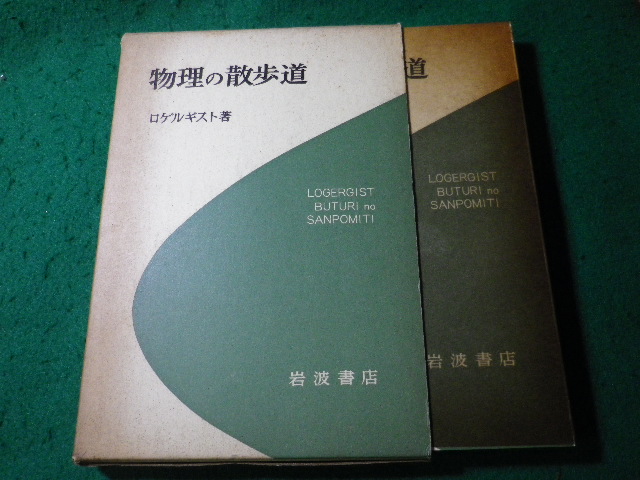 物理の散歩道
ロゲルギスト著
LOGERGIST
BUTURI no
SANPOMITI
岩波書店
道
LOGERGIST
BUTURI no
SANPOMITI
岩波書店